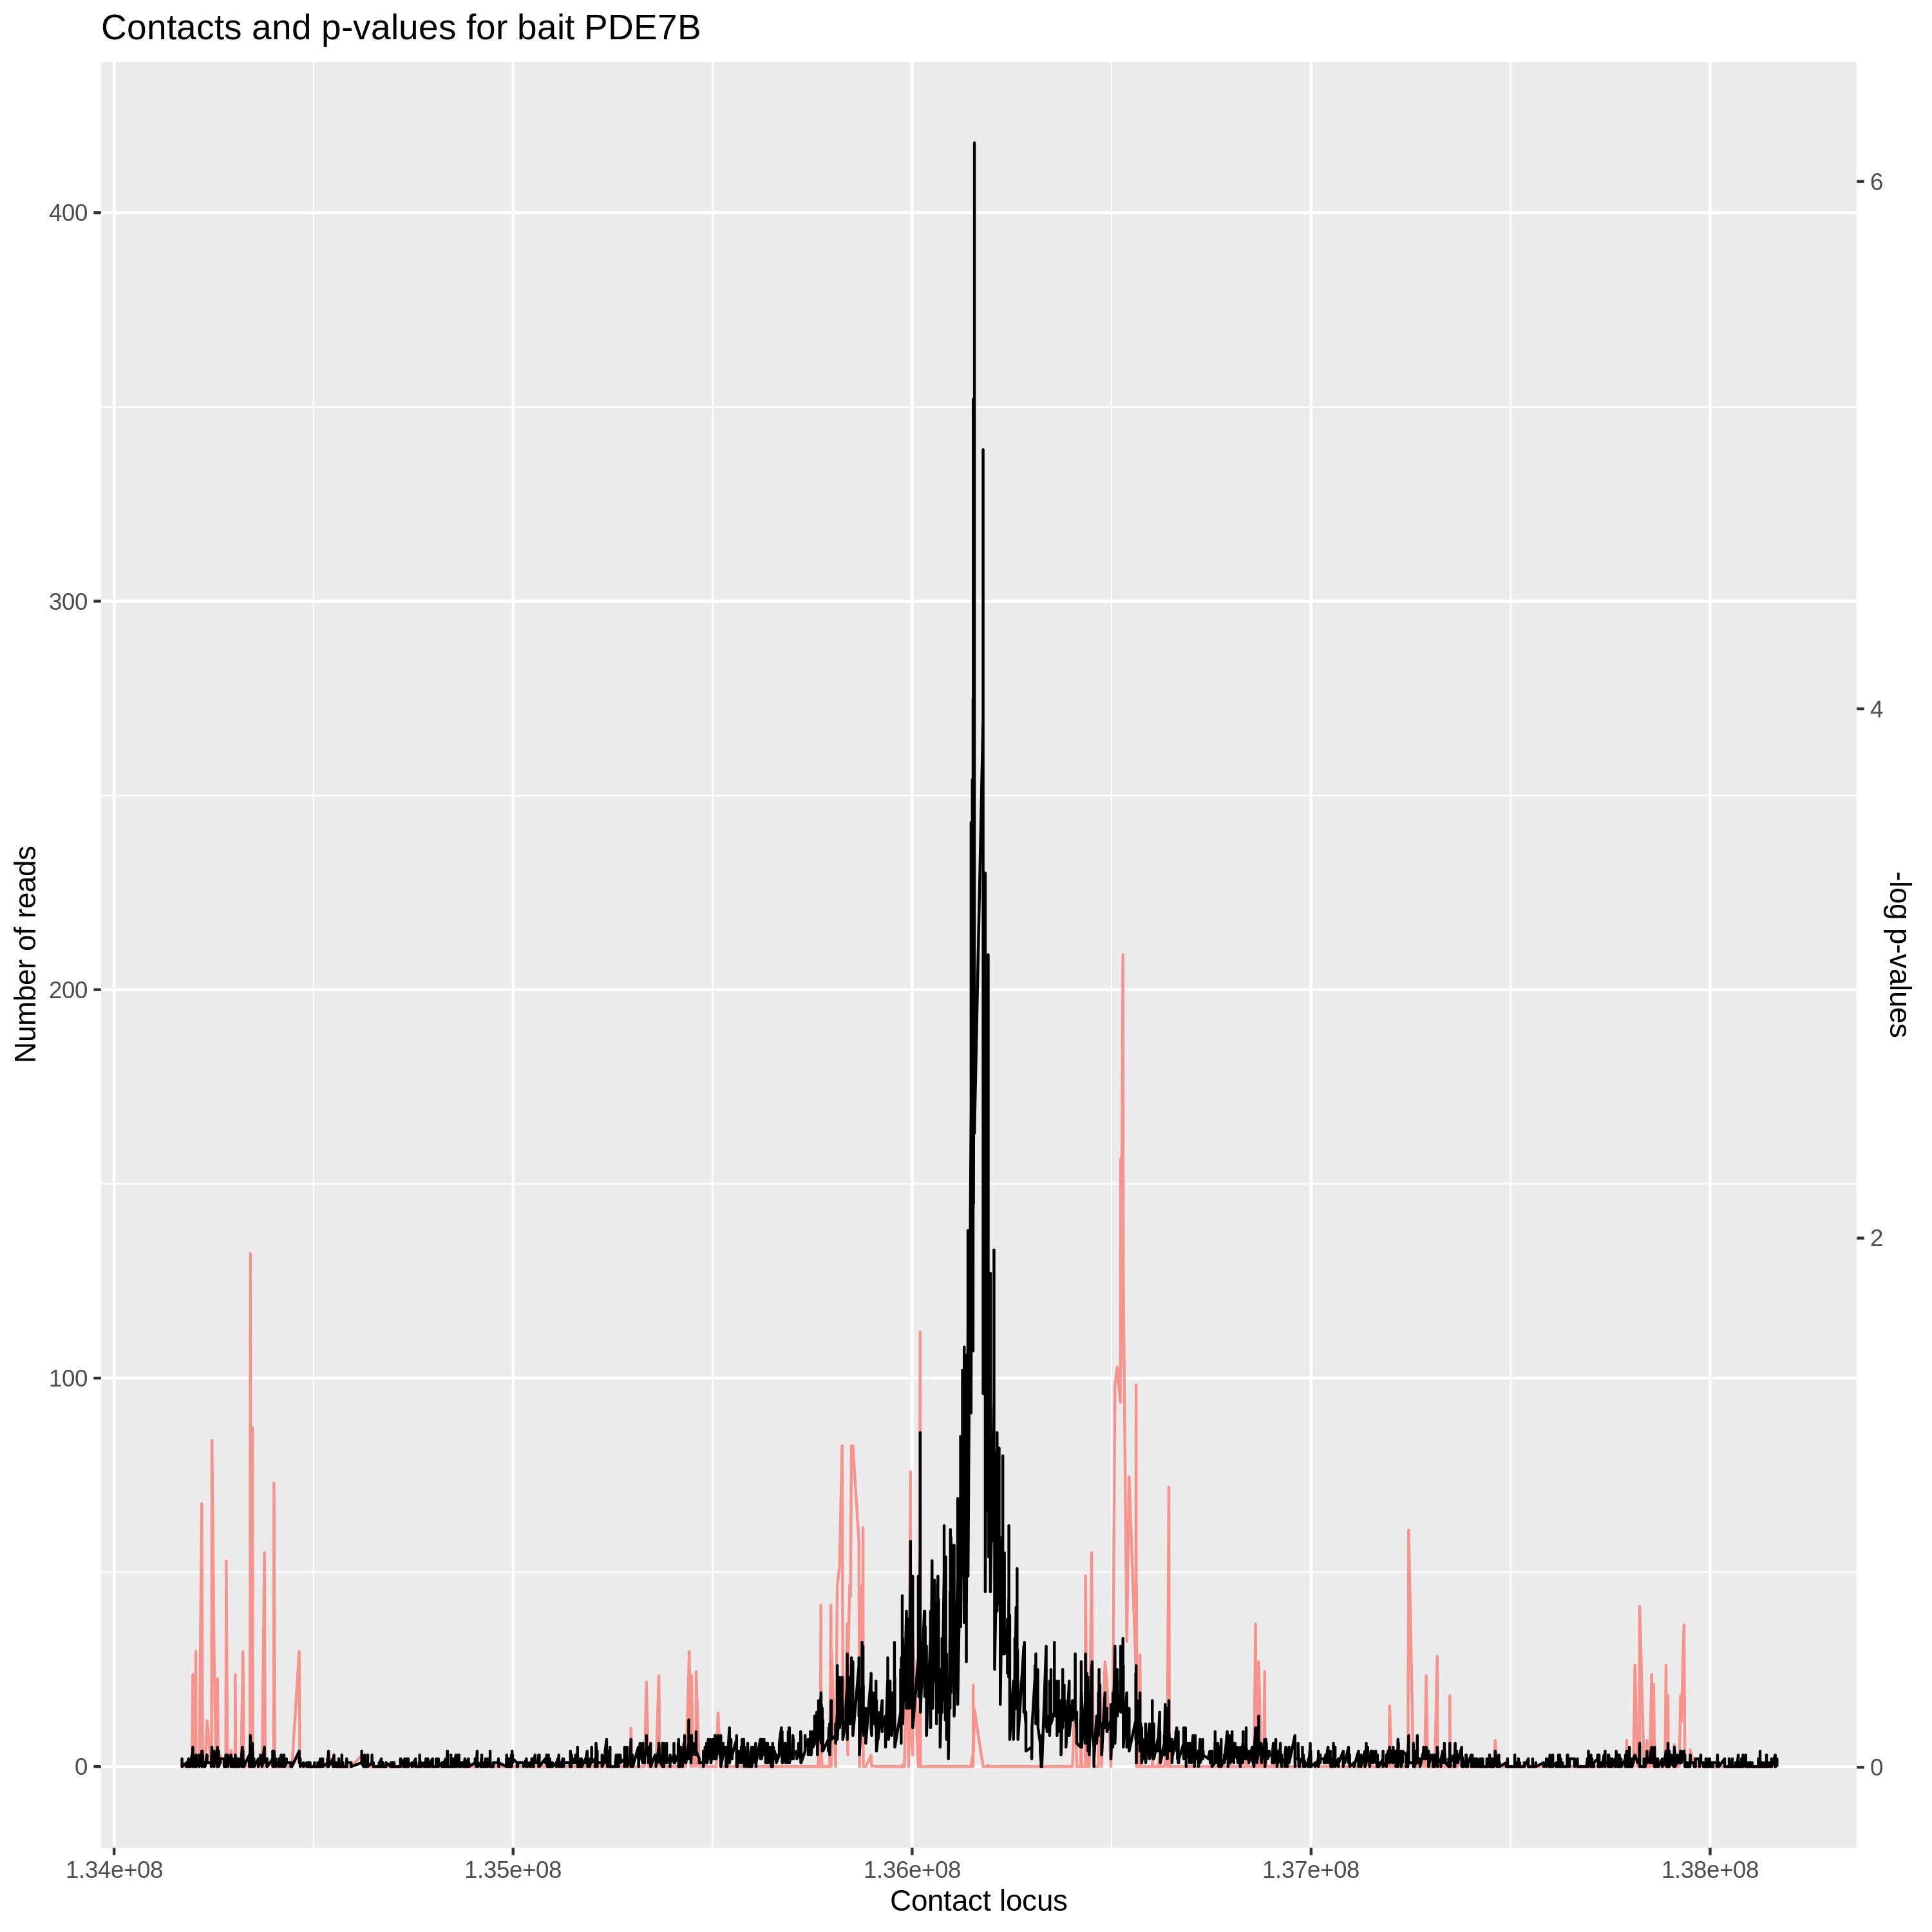 Contacts and p-values for bait PDE7B
400
300
200
100
0
Number of reads
6
4
2
0
-log p-values
1.34e+08
1.35e+08
1.36e+08
1.37e+08
1.38e+08
Contact locus